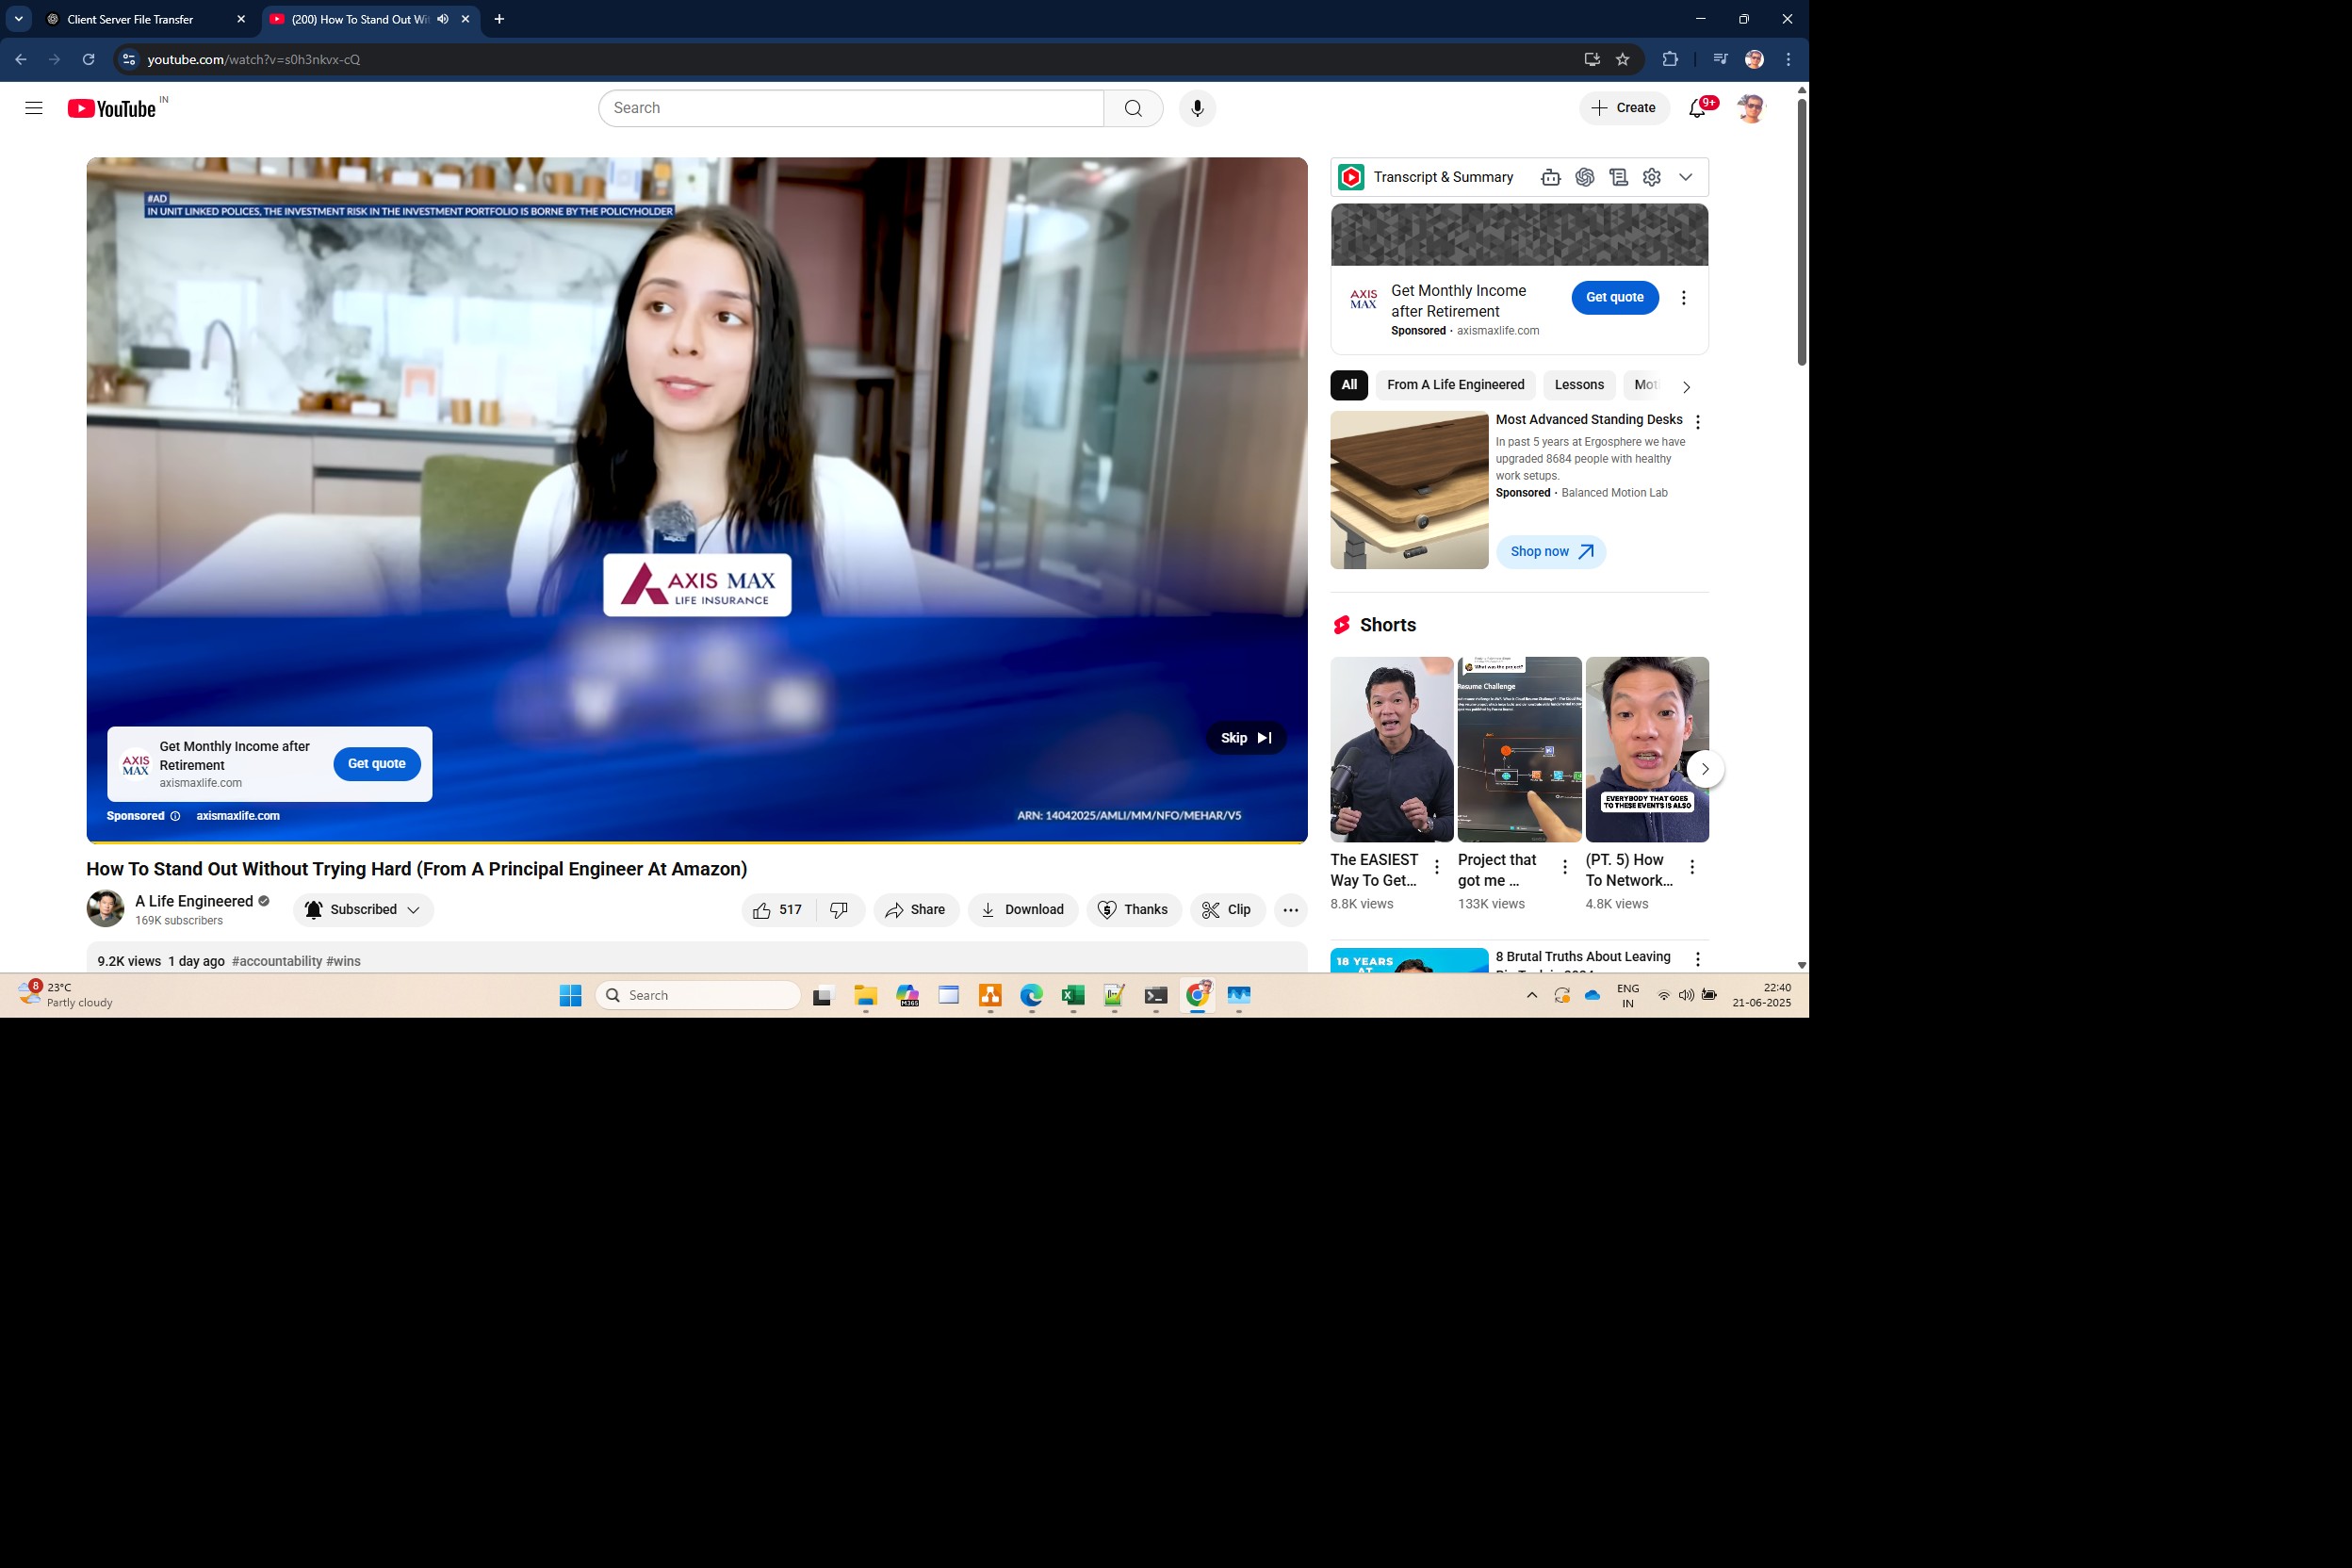 Client Server File Transfer
(200) How To Stand Out Wi
youtube.com/watch?v=s0h3nkvx-cQ
YouTube IN
Search
Create
9+
#AD
IN UNIT LINKED POLICES, THE INVESTMENT RISK IN THE INVESTMENT PORTFOLIO IS BORNE BY THE POLICYHOLDER
AXIS MAX
LIFE INSURANCE
Skip
AXIS
MAX
Get Monthly Income after
Retirement
axismaxlife.com
Get quote
Sponsored
axismaxlife.com
ARN: 14042025/AMLI/MM/NFO/MEHAR/V5
How To Stand Out Without Trying Hard (From A Principal Engineer At Amazon)
A Life Engineered
169K subscribers
Subscribed
517
Share
Download
Thanks
Clip
9.2K views 1 day ago #accountability #wins
Transcript & Summary
AXIS
MAX
Get Monthly Income
after Retirement
Sponsored · axismaxlife.com
Get quote
All
From A Life Engineered
Lessons
Mot
Most Advanced Standing Desks
In past 5 years at Ergosphere we have
upgraded 8684 people with healthy
work setups.
Sponsored · Balanced Motion Lab
Shop now
Shorts
What was the project?
Resume Challenge
EVERYBODY THAT GOES
TO THESE EVENTS IS ALSO
The EASIEST
Way To Get...
8.8K views
Project that
got me ...
133K views
(PT. 5) How
To Network...
4.8K views
18 YEARS
AT
8 Brutal Truths About Leaving
8
23°C
Partly cloudy
Search
M365
ENG
IN
22:40
21-06-2025